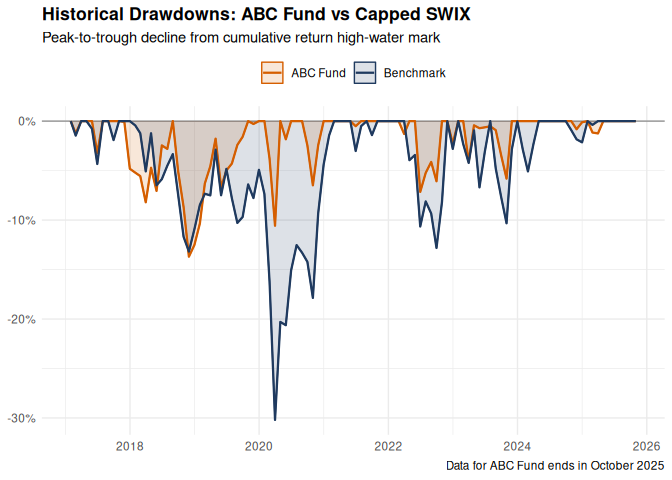 Historical Drawdowns: ABC Fund vs Capped SWIX
Peak-to-trough decline from cumulative return high-water mark
ABC Fund Benchmark
0%
-10%
-20%
-30%
2018 2020 2022 2024 2026
Data for ABC Fund ends in October 2025